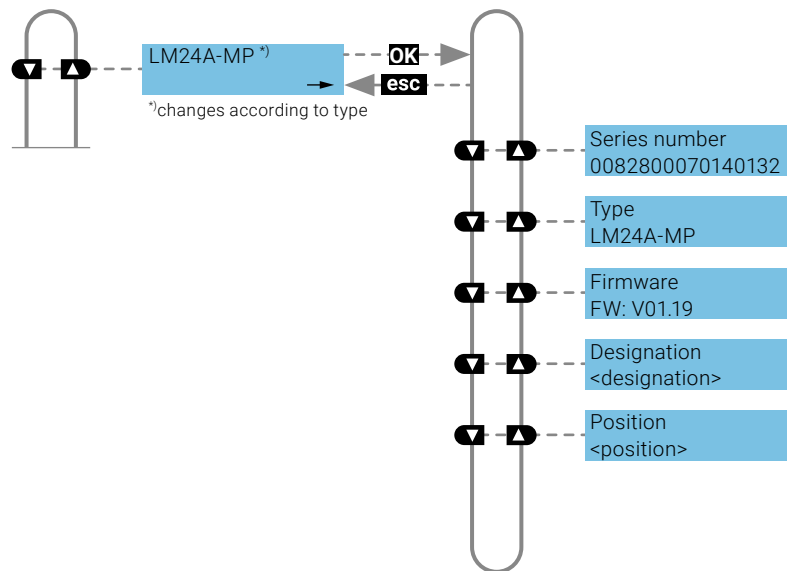 LM24A-MP *)
*)changes according to type
OK
esc
Series number
0082800070140132
Type
LM24A-MP
Firmware
FW: V01.19
Designation
<designation>
Position
<position>